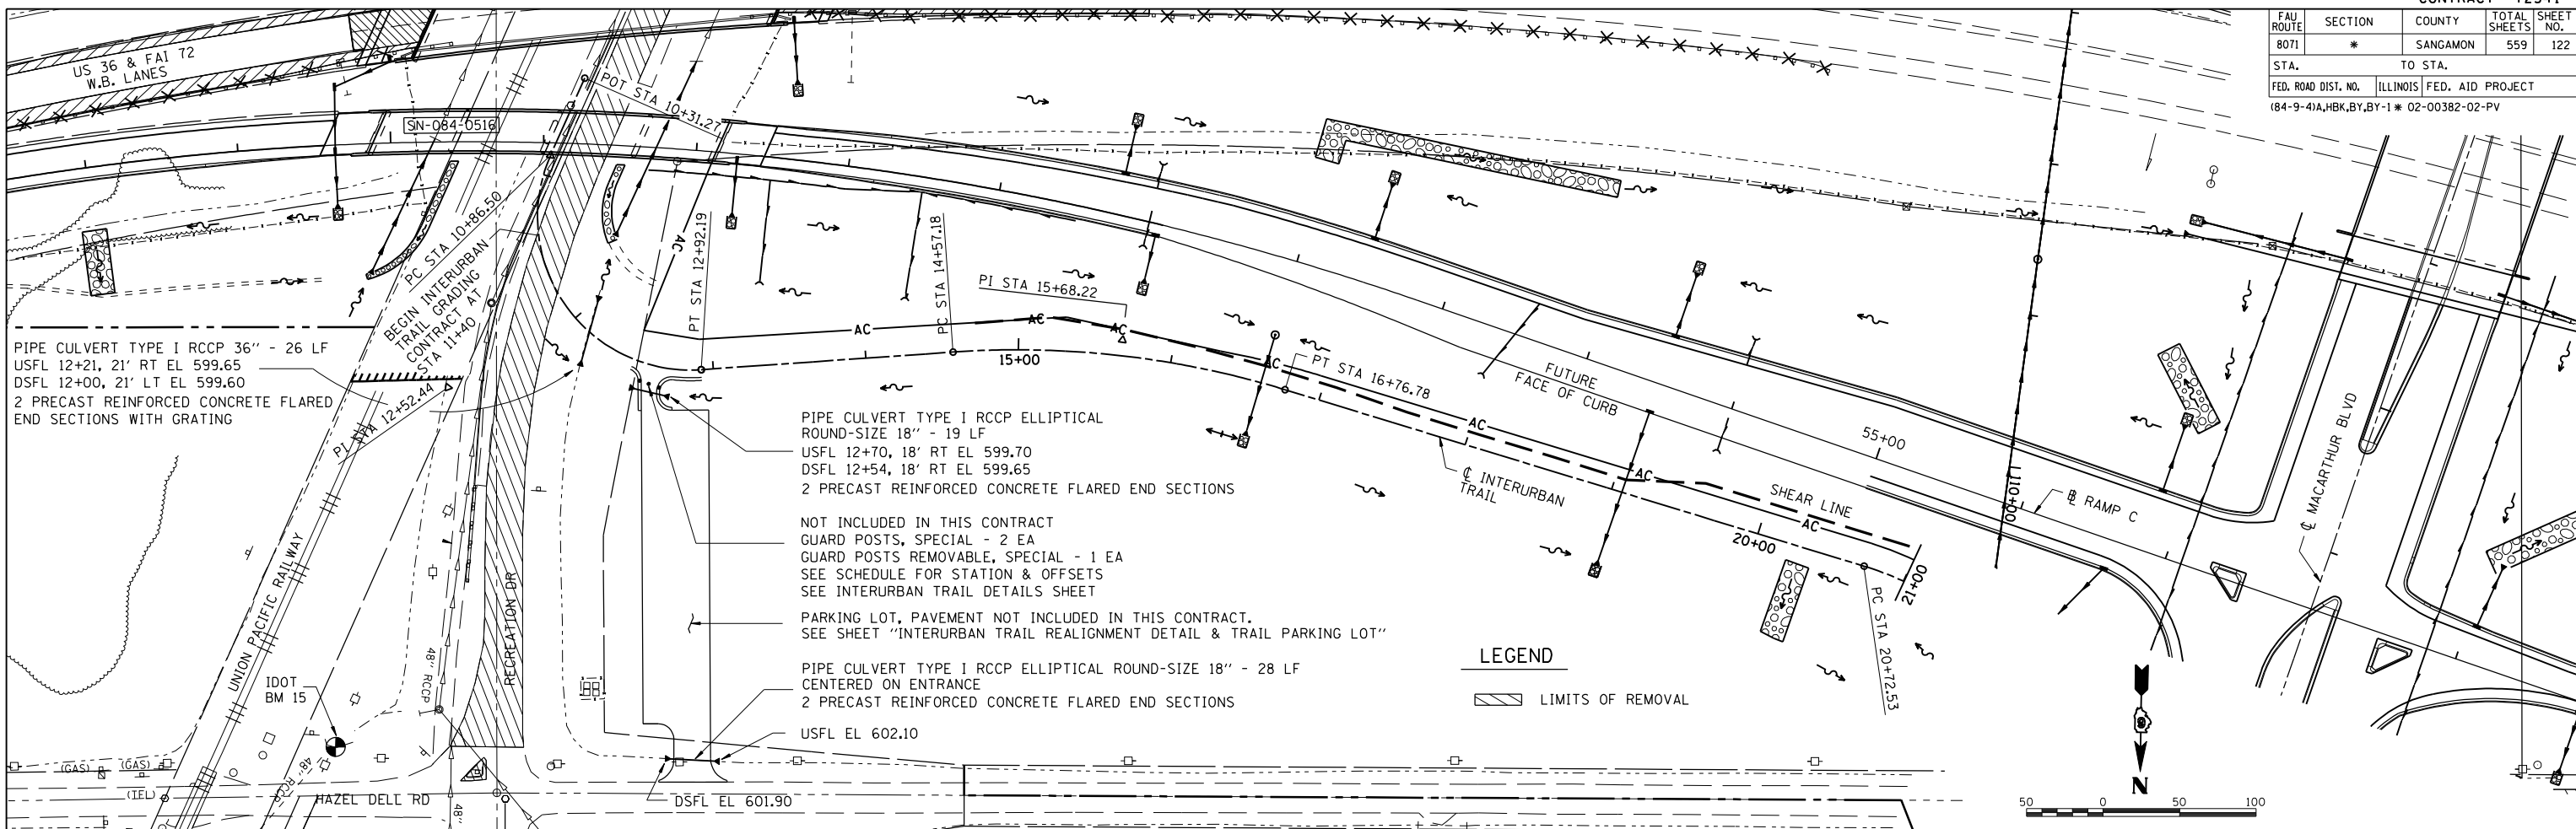 FAU ROUTE SECTION COUNTY TOTAL SHEETS SHEET NO.
8071 * SANGAMON 559 122
STA. TO STA.
FED. ROAD DIST. NO. ILLINOIS FED. AID PROJECT
(84-9-4)A,HBK,BY,BY-1 * 02-00382-02-PV
US 36 & FAI 72
W.B. LANES
SN-084-0516
POT STA 10+31.27
PC STA 10+86.50
BEGIN INTERURBAN
TRAIL GRADING
CONTRACT AT
STA 11+40
PI STA 12+52.44
AC
PT STA 12+92.19
PC STA 14+57.18
PI STA 15+68.22
AC
AC
AC
15+00
AC
PT STA 16+76.78
FUTURE
FACE OF CURB
AC
AC
55+00
℄ INTERURBAN
TRAIL
SHEAR LINE
AC
20+00
21+00
PC STA 20+72.53
110+00
B RAMP C
℄ MACARTHUR BLVD
PIPE CULVERT TYPE I RCCP 36" - 26 LF
USFL 12+21, 21' RT EL 599.65
DSFL 12+00, 21' LT EL 599.60
2 PRECAST REINFORCED CONCRETE FLARED
END SECTIONS WITH GRATING
PIPE CULVERT TYPE I RCCP ELLIPTICAL
ROUND-SIZE 18" - 19 LF
USFL 12+70, 18' RT EL 599.70
DSFL 12+54, 18' RT EL 599.65
2 PRECAST REINFORCED CONCRETE FLARED END SECTIONS
NOT INCLUDED IN THIS CONTRACT
GUARD POSTS, SPECIAL - 2 EA
GUARD POSTS REMOVABLE, SPECIAL - 1 EA
SEE SCHEDULE FOR STATION & OFFSETS
SEE INTERURBAN TRAIL DETAILS SHEET
PARKING LOT, PAVEMENT NOT INCLUDED IN THIS CONTRACT.
SEE SHEET "INTERURBAN TRAIL REALIGNMENT DETAIL & TRAIL PARKING LOT"
PIPE CULVERT TYPE I RCCP ELLIPTICAL ROUND-SIZE 18" - 28 LF
CENTERED ON ENTRANCE
2 PRECAST REINFORCED CONCRETE FLARED END SECTIONS
USFL EL 602.10
DSFL EL 601.90
UNION PACIFIC RAILWAY
RECREATION DR
48" RCCP
IDOT
BM 15
(GAS)
(GAS)
(TEL)
48" RCCP
HAZEL DELL RD
48"
LEGEND
LIMITS OF REMOVAL
N
50 0 50 100